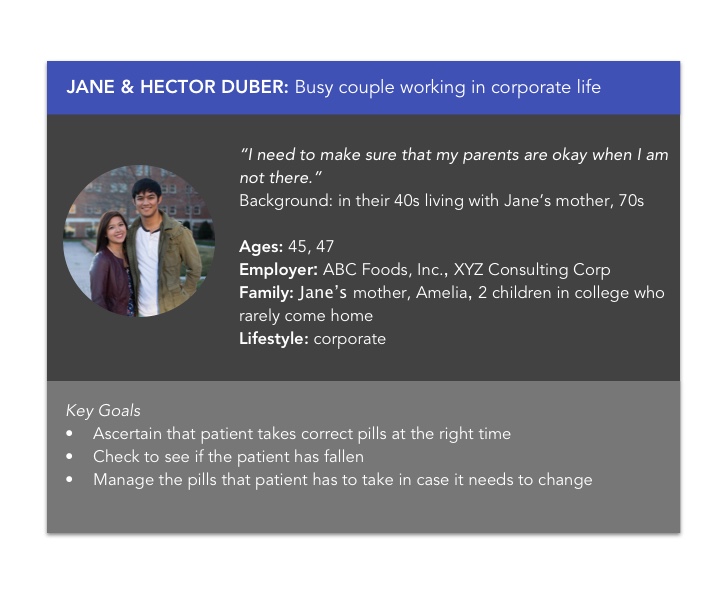 JANE & HECTOR DUBER: Busy couple working in corporate life
“I need to make sure that my parents are okay when I am
not there.”
Background: in their 40s living with Jane’s mother, 70s
Ages: 45, 47
Employer: ABC Foods, Inc., XYZ Consulting Corp
Family: Jane’s mother, Amelia, 2 children in college who
rarely come home
Lifestyle: corporate
Key Goals
• Ascertain that patient takes correct pills at the right time
• Check to see if the patient has fallen
• Manage the pills that patient has to take in case it needs to change